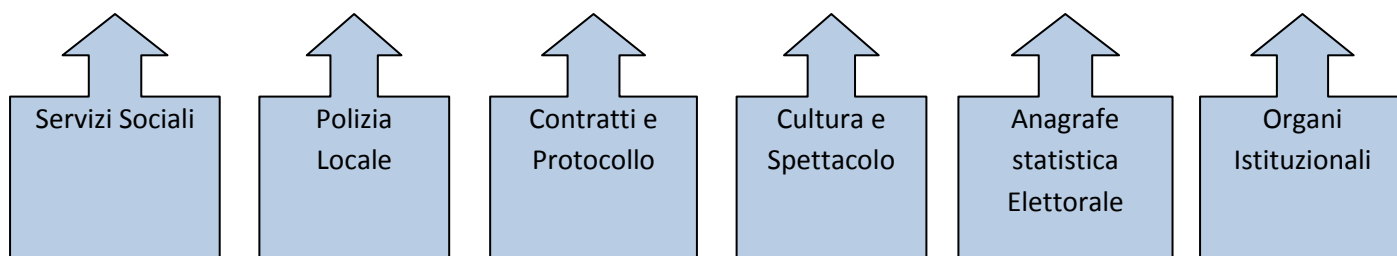 Servizi Sociali
Polizia
Locale
Contratti e
Protocollo
Cultura e
Spettacolo
Anagrafe
statistica
Elettorale
Organi
Istituzionali